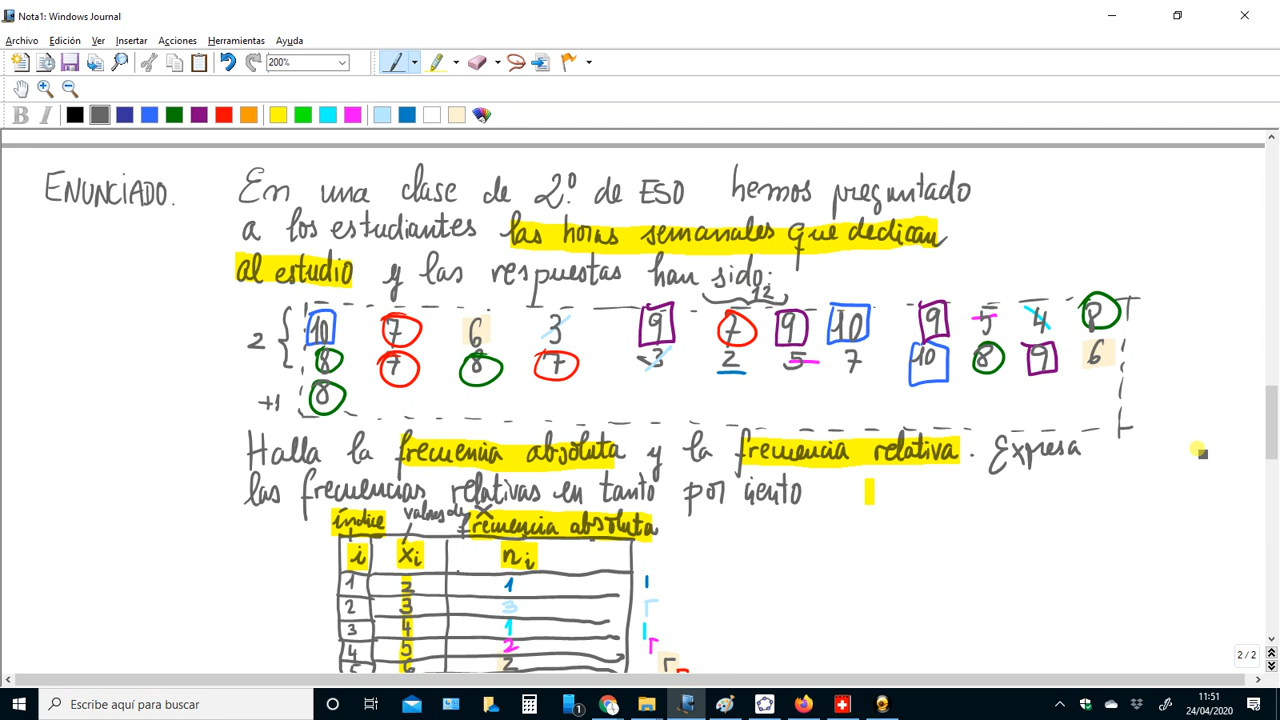 Nota1: Windows Journal
Archivo Edición Ver Insertar Acciones Herramientas Ayuda
200%
B I
ENUNCIADO. En una clase de 2º de ESO hemos preguntado
a los estudiantes las horas semanales que dedican
al estudio y las respuestas han sido:
12
2 10 7 6 3 9 7 9 10 9 5 4 8
8 7 8 7 3 2 5 7 10 8 9 6
+1 8
Halla la frecuencia absoluta y la frecuencia relativa. Expresa
las frecuencias relativas en tanto por ciento
índice valores de X frecuencia absoluta
i xi ni
1 2 1
2 3 3
3 4 1
4 5 2
5 6 2
2 / 2
Escribe aquí para buscar
11:51
24/04/2020